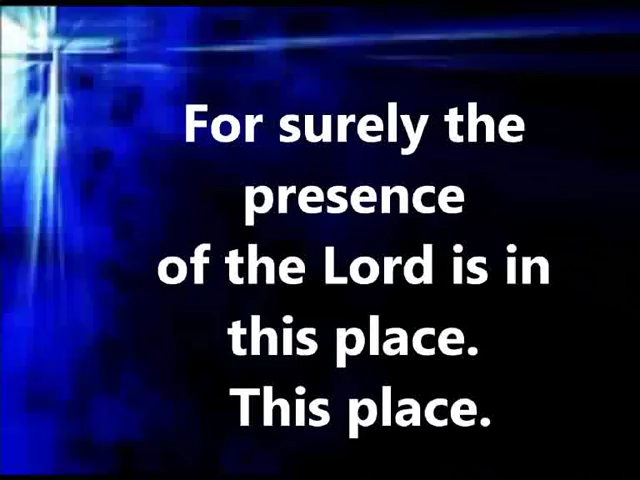 For surely the
presence
of the Lord is in
this place.
This place.